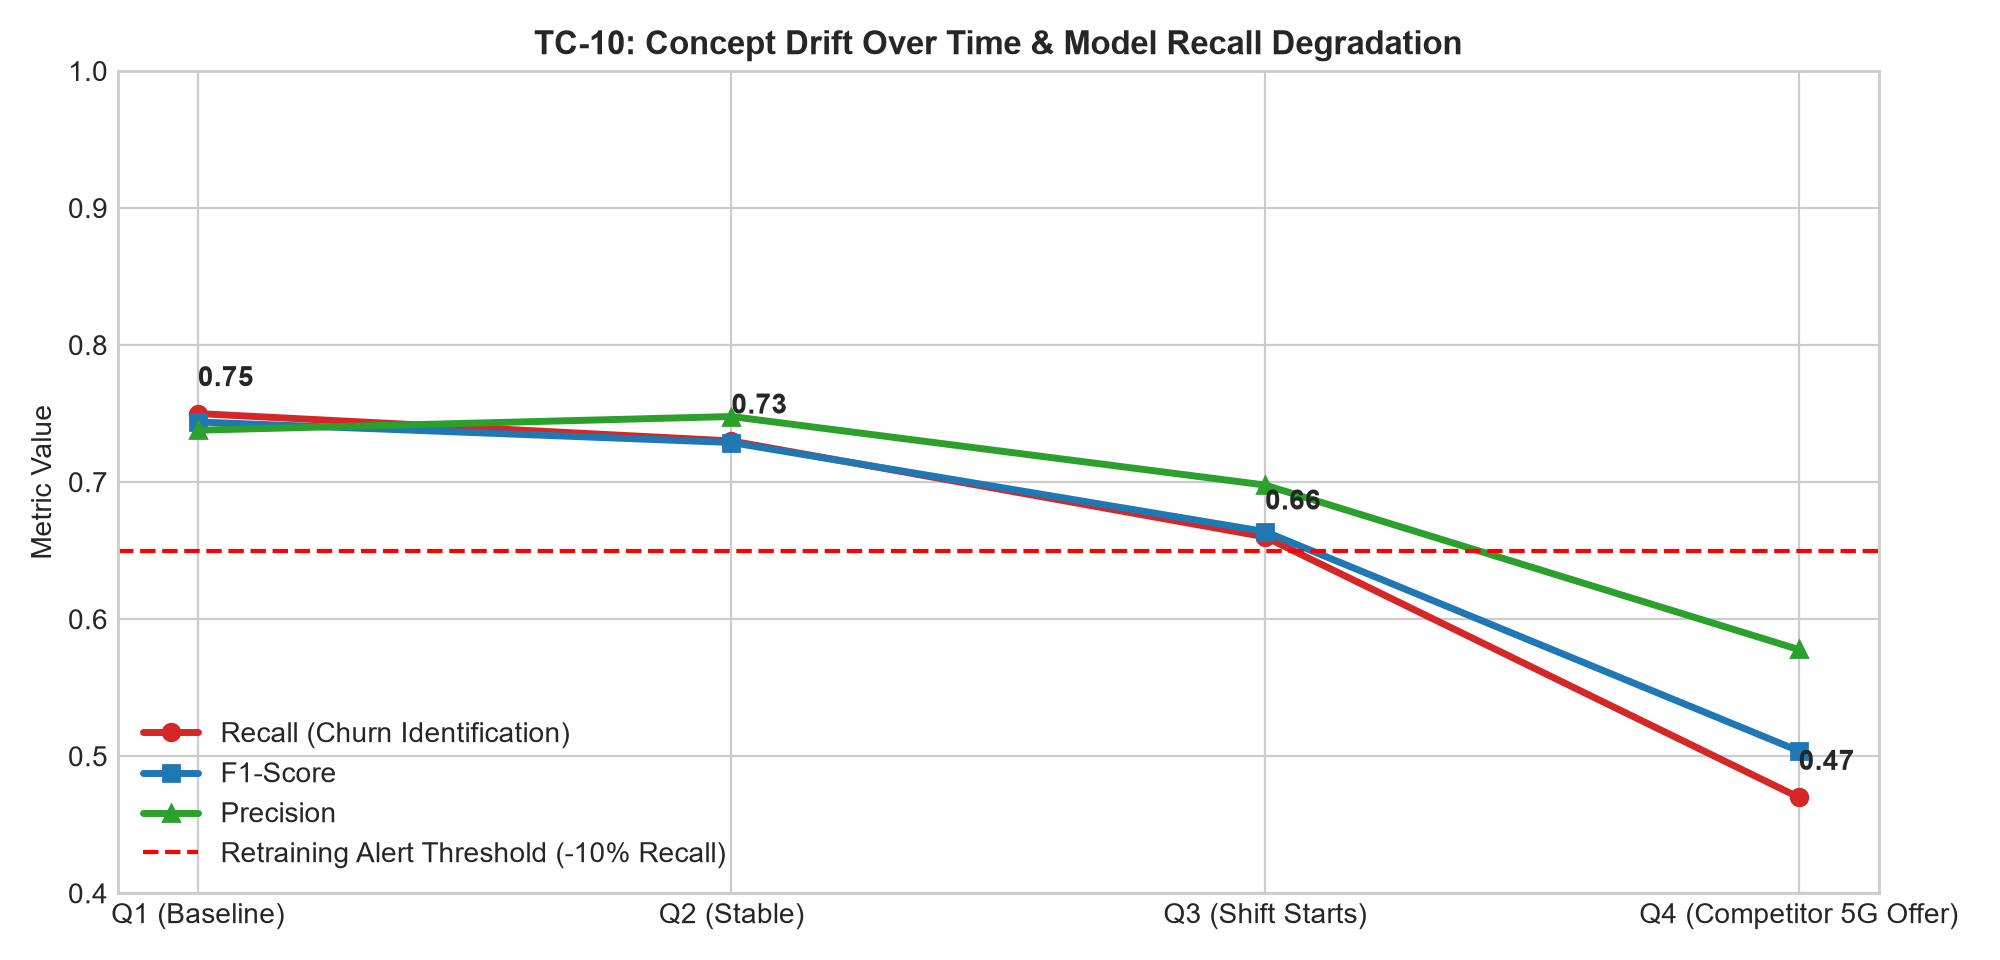 TC-10: Concept Drift Over Time & Model Recall Degradation
1.0
0.9
0.8
0.7
0.6
0.5
0.4
Metric Value
0.75
0.73
0.66
0.47
Recall (Churn Identification)
F1-Score
Precision
Retraining Alert Threshold (-10% Recall)
Q1 (Baseline)
Q2 (Stable)
Q3 (Shift Starts)
Q4 (Competitor 5G Offer)